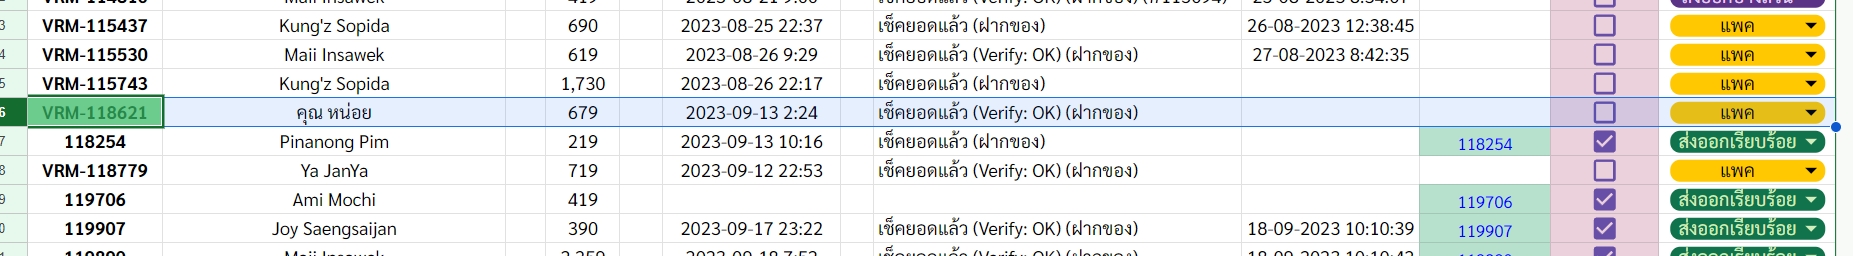 VRM-115437 Kung'z Sopida 690 2023-08-25 22:37 เช็คยอดแล้ว (ฝากของ) 26-08-2023 12:38:45 แพค
VRM-115530 Maii Insawek 619 2023-08-26 9:29 เช็คยอดแล้ว (Verify: OK) (ฝากของ) 27-08-2023 8:42:35 แพค
VRM-115743 Kung'z Sopida 1,730 2023-08-26 22:17 เช็คยอดแล้ว (ฝากของ) แพค
VRM-118621 คุณ หน่อย 679 2023-09-13 2:24 เช็คยอดแล้ว (Verify: OK) (ฝากของ) แพค
118254 Pinanong Pim 219 2023-09-13 10:16 เช็คยอดแล้ว (ฝากของ) 118254 ส่งออกเรียบร้อย
VRM-118779 Ya JanYa 719 2023-09-12 22:53 เช็คยอดแล้ว (Verify: OK) (ฝากของ) แพค
119706 Ami Mochi 419 119706 ส่งออกเรียบร้อย
119907 Joy Saengsaijan 390 2023-09-17 23:22 เช็คยอดแล้ว (Verify: OK) (ฝากของ) 18-09-2023 10:10:39 119907 ส่งออกเรียบร้อย